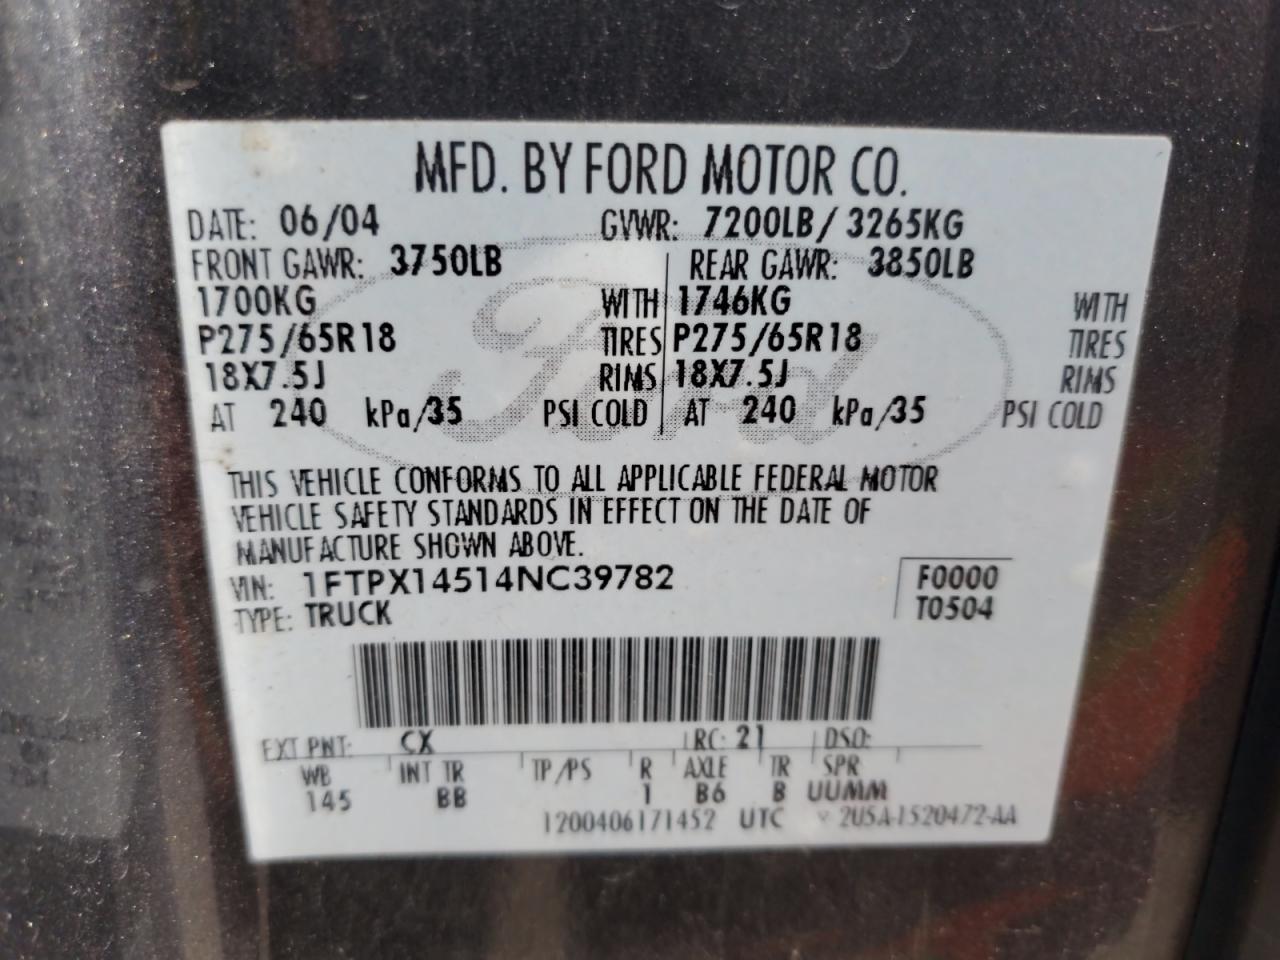 MFD. BY FORD MOTOR CO.
DATE: 06/04 GVWR: 7200LB/ 3265KG
FRONT GAWR: 3750LB REAR GAWR: 3850LB
1700KG WITH 1746KG WITH
P275/65R18 TIRES P275/65R18 TIRES
18X7.5J RIMS 18X7.5J RIMS
AT 240 kPa/35 PSI COLD AT 240 kPa/35 PSI COLD
Ford
THIS VEHICLE CONFORMS TO ALL APPLICABLE FEDERAL MOTOR
VEHICLE SAFETY STANDARDS IN EFFECT ON THE DATE OF
MANUFACTURE SHOWN ABOVE.
VIN: 1FTPX14514NC39782 F0000
TYPE: TRUCK T0504
EXT PNT: CX RC: 21 DSO:
WB INT TR TP/PS R AXLE TR SPR
145 BB 1 B6 B UUMM
1200406171452 UTC 2U5A-1520472-AA